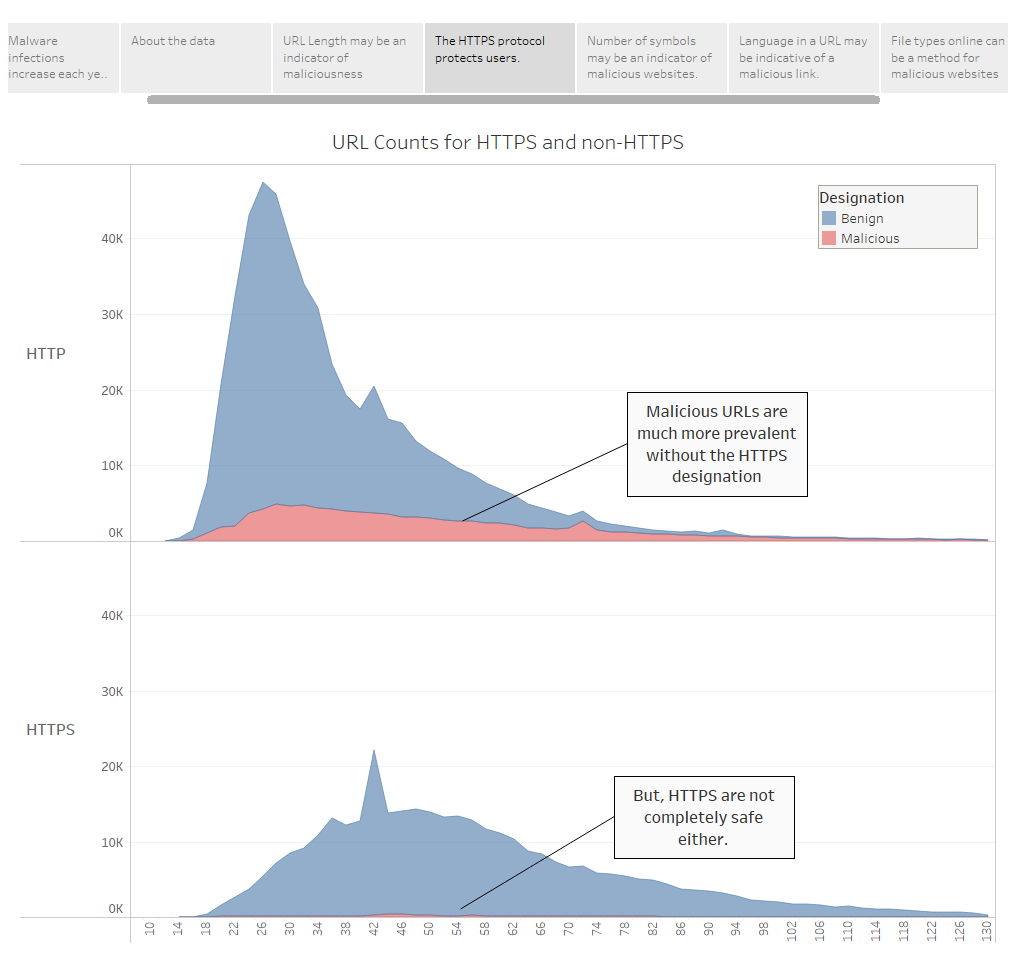 Malware
infections
increase each ye..
About the data
URL Length may be an
indicator of
maliciousness
The HTTPS protocol
protects users.
Number of symbols
may be an indicator of
malicious websites.
Language in a URL may
be indicative of a
malicious link.
File types online can
be a method for
malicious websites
URL Counts for HTTPS and non-HTTPS
Designation
Benign
Malicious
40K
30K
HTTP
20K
10K
0K
Malicious URLs are
much more prevalent
without the HTTPS
designation
40K
30K
HTTPS
20K
10K
0K
But, HTTPS are not
completely safe
either.
10 14 18 22 26 30 34 38 42 46 50 54 58 62 66 70 74 78 82 86 90 94 98 102 106 110 114 118 122 126 130